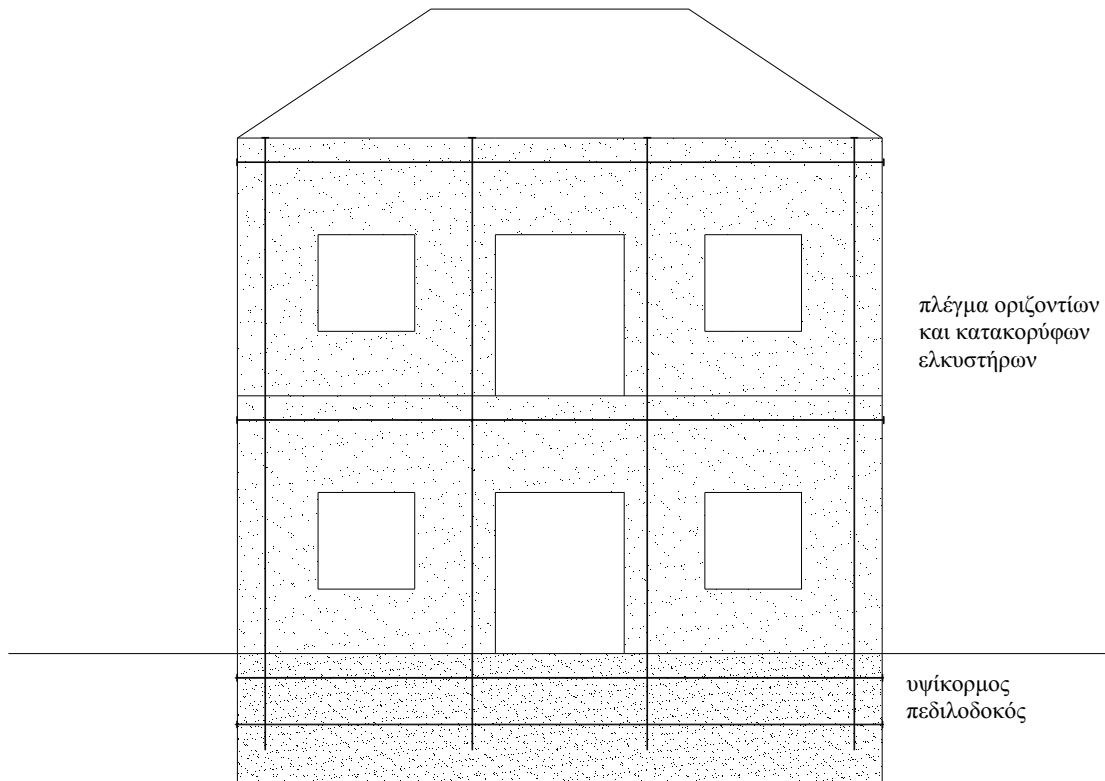 πλέγμα οριζοντίων
και κατακορύφων
ελκυστήρων
υψίκορμος
πεδιλοδοκός